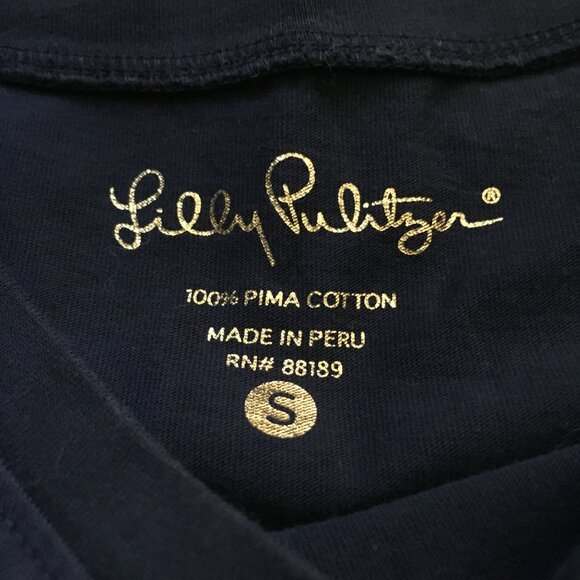 Lilly Pulitzer®
100% PIMA COTTON
MADE IN PERU
RN# 88189
S